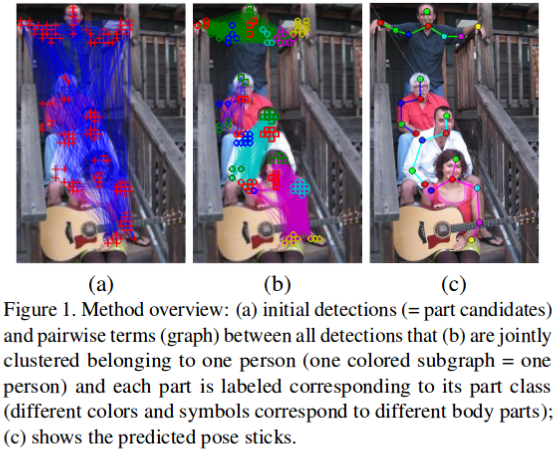 (a)
(b)
(c)
Figure 1. Method overview: (a) initial detections (= part candidates)
and pairwise terms (graph) between all detections that (b) are jointly
clustered belonging to one person (one colored subgraph = one
person) and each part is labeled corresponding to its part class
(different colors and symbols correspond to different body parts);
(c) shows the predicted pose sticks.